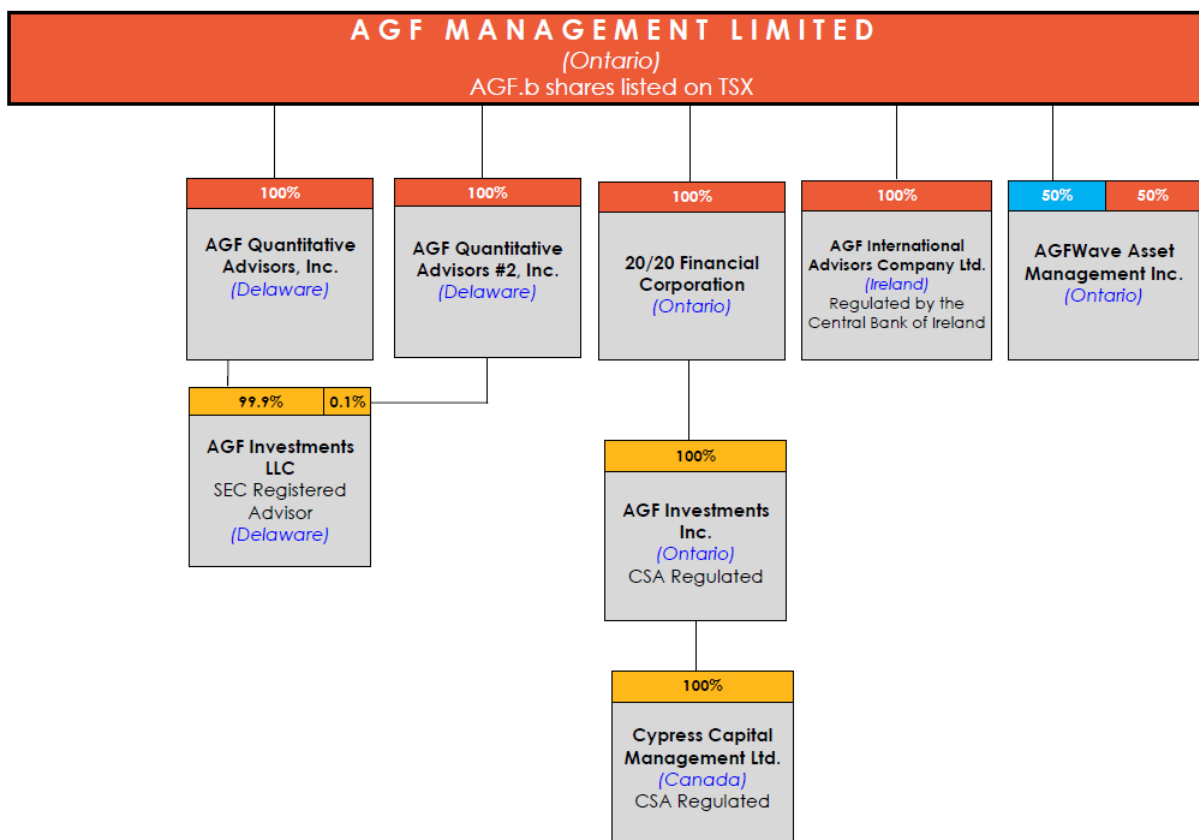 AGF MANAGEMENT LIMITED
(Ontario)
AGF.b shares listed on TSX
100%
AGF Quantitative
Advisors, Inc.
(Delaware)
100%
AGF Quantitative
Advisors #2, Inc.
(Delaware)
100%
20/20 Financial
Corporation
(Ontario)
100%
AGF International
Advisors Company Ltd.
(Ireland)
Regulated by the
Central Bank of Ireland
50% 50%
AGFWave Asset
Management Inc.
(Ontario)
99.9% 0.1%
AGF Investments
LLC
SEC Registered
Advisor
(Delaware)
100%
AGF Investments
Inc.
(Ontario)
CSA Regulated
100%
Cypress Capital
Management Ltd.
(Canada)
CSA Regulated